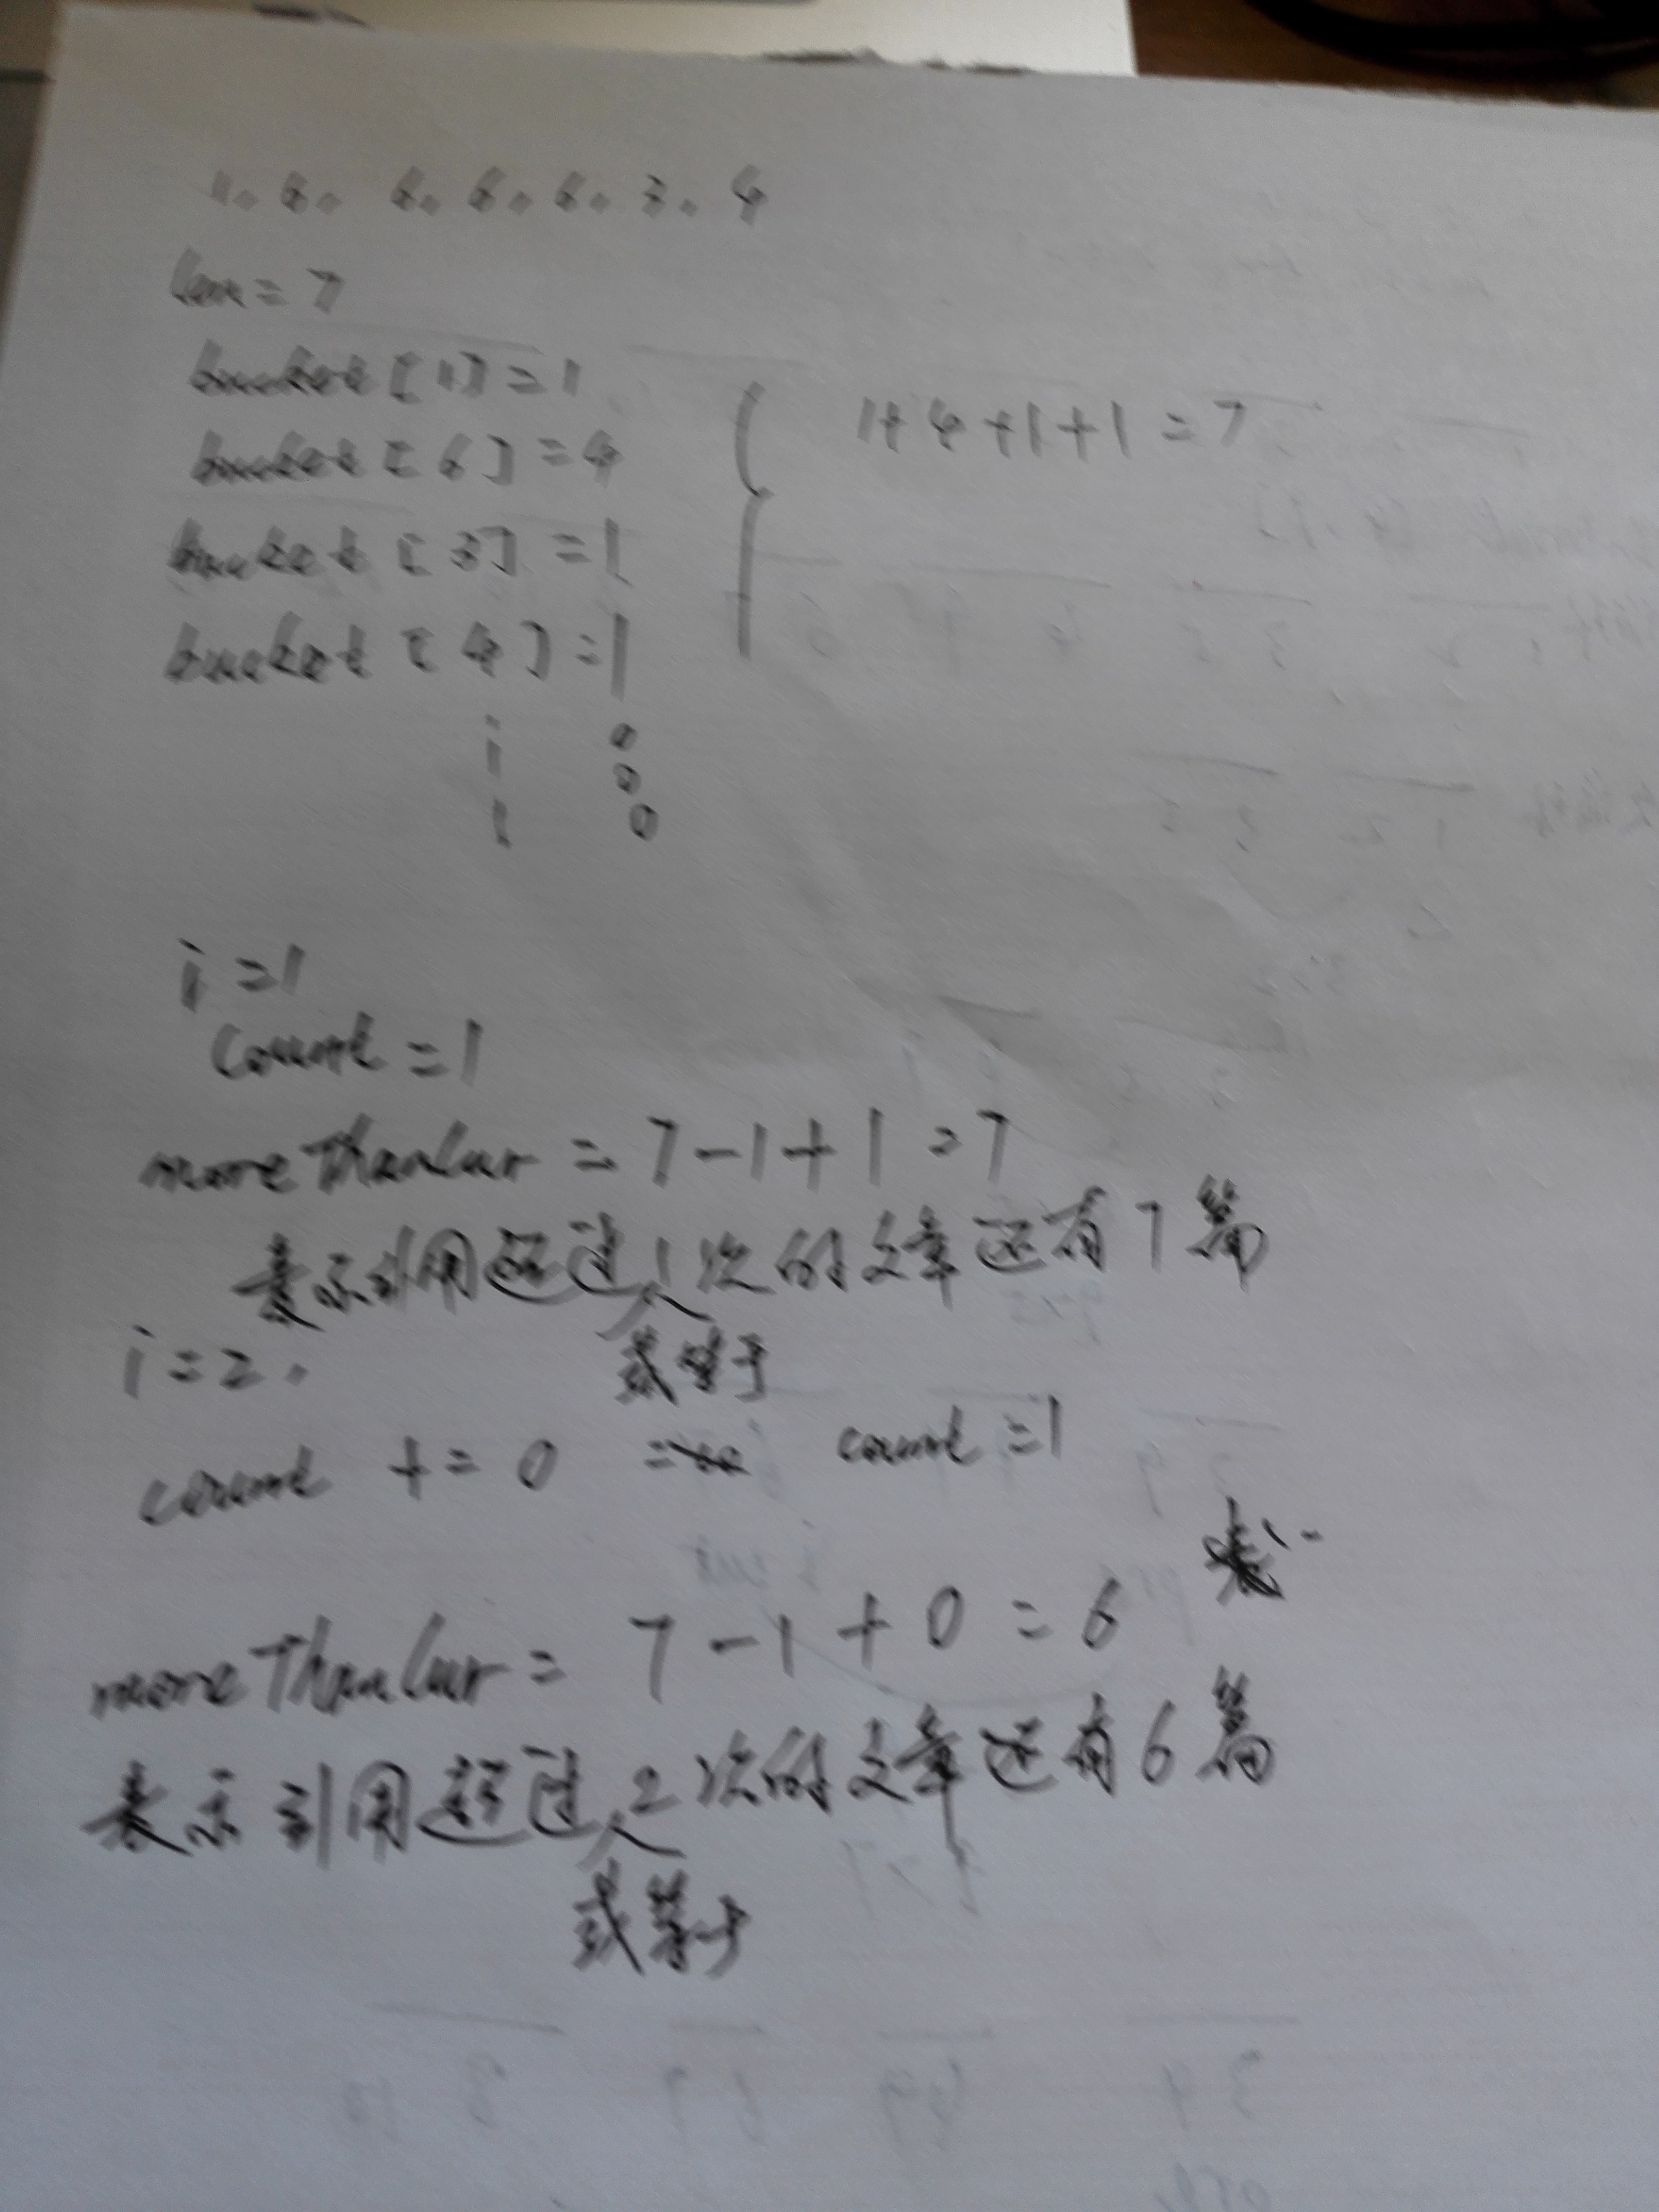 1. 6. 6. 6. 6. 3. 4
len = 7
bucket [1] = 1
bucket [6] = 4
1+4+1+1=7
bucket [3] = 1
bucket [4] = 1
i 0
0
1 0
i = 1
count = 1
moreThanCur = 7-1+1=7
表示引用超过1次的文章还有7篇
或等于
i=2.
count += 0 count = 1
表
moreThanCur = 7-1+0=6
表示引用超过2次的文章还有6篇
或等于